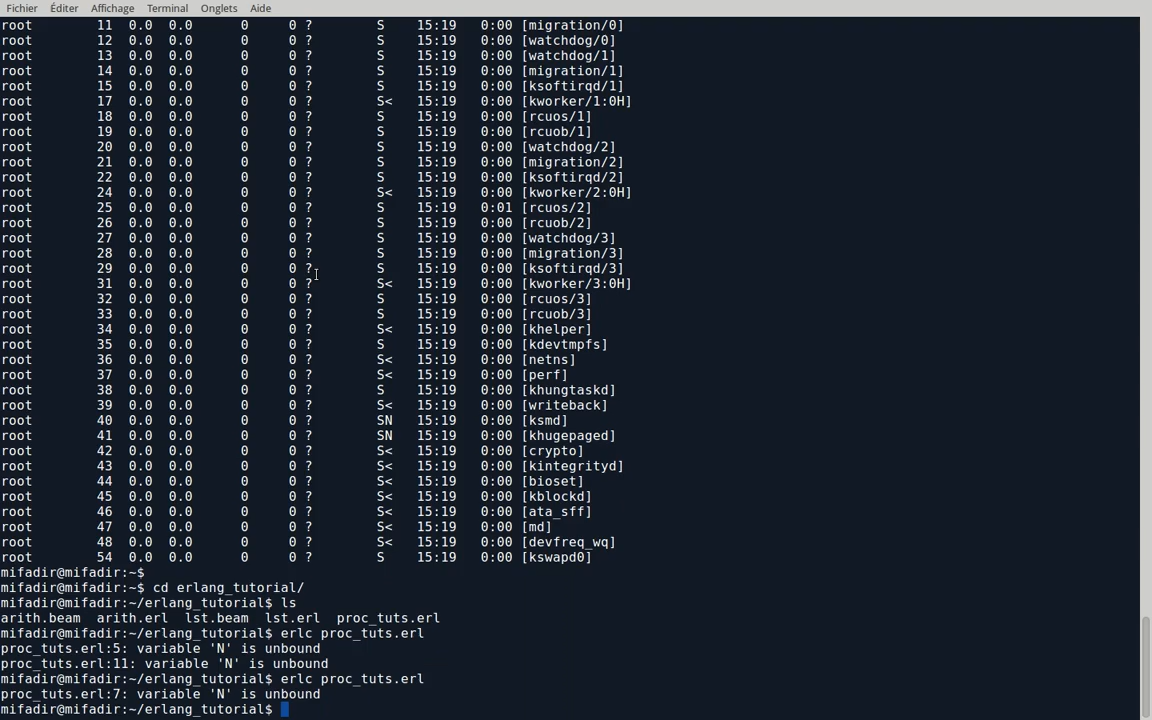 Fichier Éditer Affichage Terminal Onglets Aide
root 11 0.0 0.0 0 0 ? S 15:19 0:00 [migration/0]
root 12 0.0 0.0 0 0 ? S 15:19 0:00 [watchdog/0]
root 13 0.0 0.0 0 0 ? S 15:19 0:00 [watchdog/1]
root 14 0.0 0.0 0 0 ? S 15:19 0:00 [migration/1]
root 15 0.0 0.0 0 0 ? S 15:19 0:00 [ksoftirqd/1]
root 17 0.0 0.0 0 0 ? S< 15:19 0:00 [kworker/1:0H]
root 18 0.0 0.0 0 0 ? S 15:19 0:00 [rcuos/1]
root 19 0.0 0.0 0 0 ? S 15:19 0:00 [rcuob/1]
root 20 0.0 0.0 0 0 ? S 15:19 0:00 [watchdog/2]
root 21 0.0 0.0 0 0 ? S 15:19 0:00 [migration/2]
root 22 0.0 0.0 0 0 ? S 15:19 0:00 [ksoftirqd/2]
root 24 0.0 0.0 0 0 ? S< 15:19 0:00 [kworker/2:0H]
root 25 0.0 0.0 0 0 ? S 15:19 0:01 [rcuos/2]
root 26 0.0 0.0 0 0 ? S 15:19 0:00 [rcuob/2]
root 27 0.0 0.0 0 0 ? S 15:19 0:00 [watchdog/3]
root 28 0.0 0.0 0 0 ? S 15:19 0:00 [migration/3]
root 29 0.0 0.0 0 0 ? S 15:19 0:00 [ksoftirqd/3]
root 31 0.0 0.0 0 0 ? S< 15:19 0:00 [kworker/3:0H]
root 32 0.0 0.0 0 0 ? S 15:19 0:00 [rcuos/3]
root 33 0.0 0.0 0 0 ? S 15:19 0:00 [rcuob/3]
root 34 0.0 0.0 0 0 ? S< 15:19 0:00 [khelper]
root 35 0.0 0.0 0 0 ? S 15:19 0:00 [kdevtmpfs]
root 36 0.0 0.0 0 0 ? S< 15:19 0:00 [netns]
root 37 0.0 0.0 0 0 ? S< 15:19 0:00 [perf]
root 38 0.0 0.0 0 0 ? S 15:19 0:00 [khungtaskd]
root 39 0.0 0.0 0 0 ? S< 15:19 0:00 [writeback]
root 40 0.0 0.0 0 0 ? SN 15:19 0:00 [ksmd]
root 41 0.0 0.0 0 0 ? SN 15:19 0:00 [khugepaged]
root 42 0.0 0.0 0 0 ? S< 15:19 0:00 [crypto]
root 43 0.0 0.0 0 0 ? S< 15:19 0:00 [kintegrityd]
root 44 0.0 0.0 0 0 ? S< 15:19 0:00 [bioset]
root 45 0.0 0.0 0 0 ? S< 15:19 0:00 [kblockd]
root 46 0.0 0.0 0 0 ? S< 15:19 0:00 [ata_sff]
root 47 0.0 0.0 0 0 ? S< 15:19 0:00 [md]
root 48 0.0 0.0 0 0 ? S< 15:19 0:00 [devfreq_wq]
root 54 0.0 0.0 0 0 ? S 15:19 0:00 [kswapd0]
mifadir@mifadir:~$
mifadir@mifadir:~$ cd erlang_tutorial/
mifadir@mifadir:~/erlang_tutorial$ ls
arith.beam arith.erl lst.beam lst.erl proc_tuts.erl
mifadir@mifadir:~/erlang_tutorial$ erlc proc_tuts.erl
proc_tuts.erl:5: variable 'N' is unbound
proc_tuts.erl:11: variable 'N' is unbound
mifadir@mifadir:~/erlang_tutorial$ erlc proc_tuts.erl
proc_tuts.erl:7: variable 'N' is unbound
mifadir@mifadir:~/erlang_tutorial$